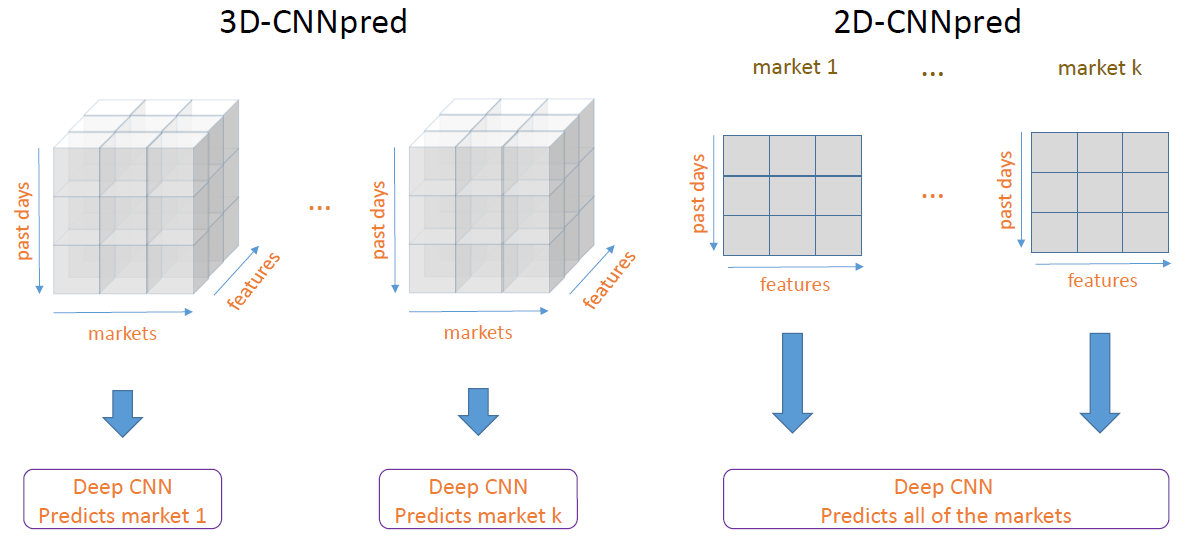 3D-CNNpred
past days
markets
features
...
past days
markets
features
Deep CNN
Predicts market 1
Deep CNN
Predicts market k
2D-CNNpred
market 1
...
market k
past days
features
...
past days
features
Deep CNN
Predicts all of the markets